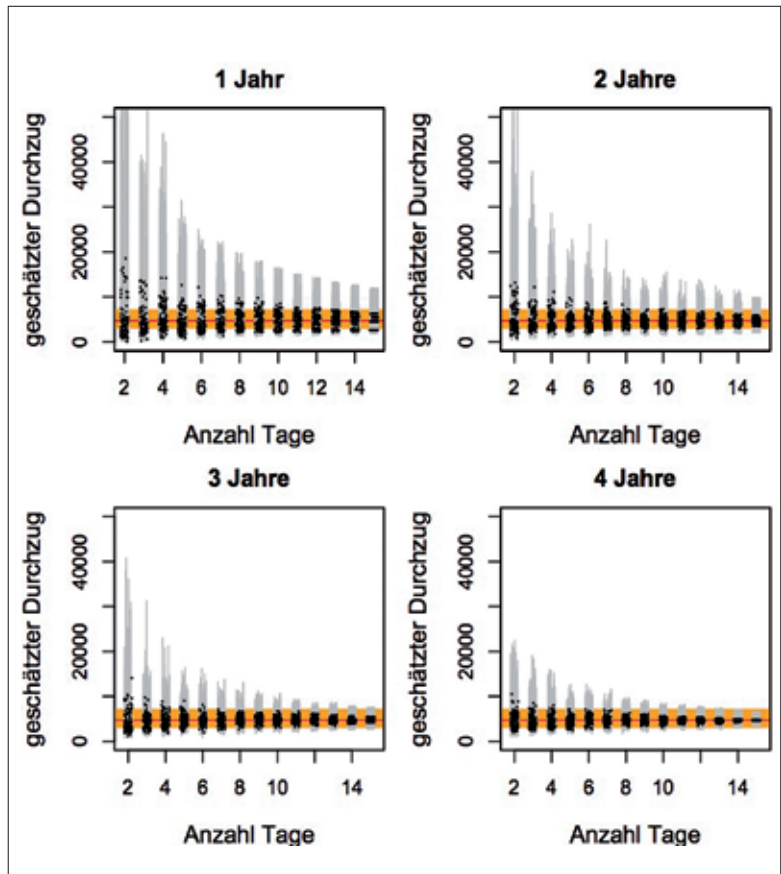 1 Jahr
geschätzter Durchzug
40000
20000
0
2 4 6 8 10 12 14
Anzahl Tage
2 Jahre
geschätzter Durchzug
40000
20000
0
2 4 6 8 10 14
Anzahl Tage
3 Jahre
geschätzter Durchzug
40000
20000
0
2 4 6 8 10 14
Anzahl Tage
4 Jahre
geschätzter Durchzug
40000
20000
0
2 4 6 8 10 14
Anzahl Tage